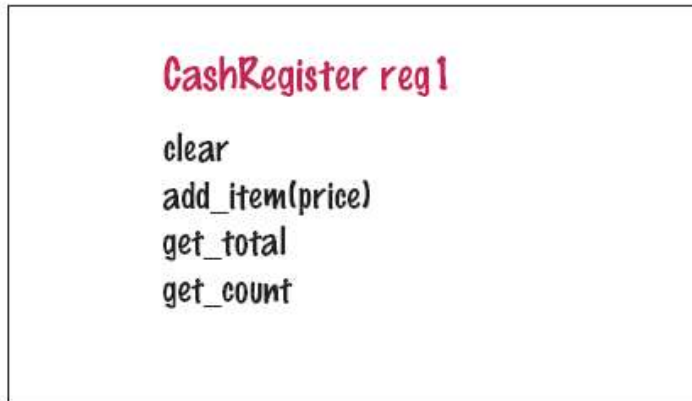 CashRegister reg1
clear
add_item(price)
get_total
get_count